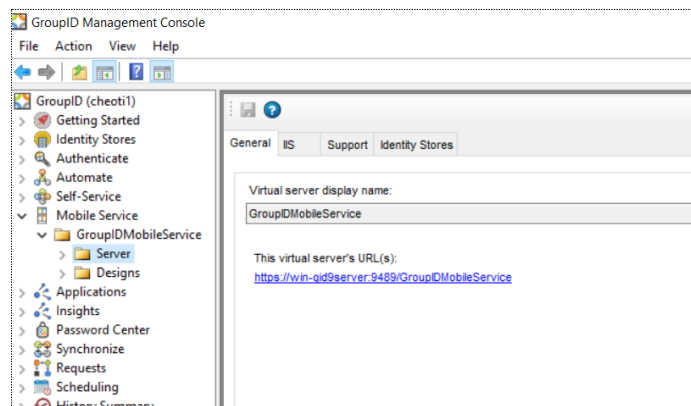 GroupID Management Console
File Action View Help
GroupID (cheoti1)
Getting Started
Identity Stores
Authenticate
Automate
Self-Service
Mobile Service
GroupIDMobileService
Server
Designs
Applications
Insights
Password Center
Synchronize
Requests
Scheduling
History Summary
General IIS Support Identity Stores
Virtual server display name:
GroupIDMobileService
This virtual server's URL(s):
https://win-gid9server:9489/GroupIDMobileService